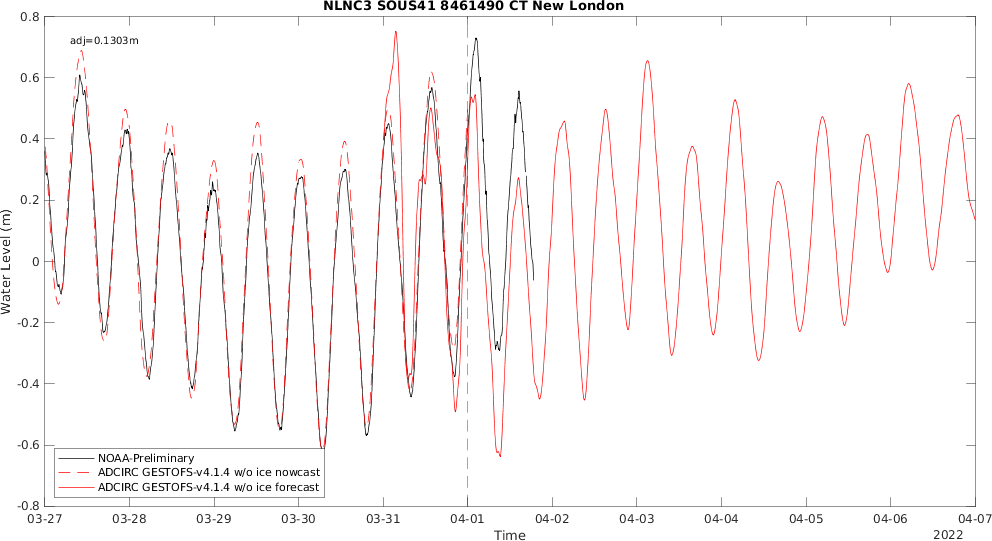 NLNC3 SOUS41 8461490 CT New London
adj=0.1303m
0.8
0.6
0.4
0.2
0
-0.2
-0.4
-0.6
-0.8
Water Level (m)
NOAA-Preliminary
ADCIRC GESTOFS-v4.1.4 w/o ice nowcast
ADCIRC GESTOFS-v4.1.4 w/o ice forecast
03-27 03-28 03-29 03-30 03-31 04-01 04-02 04-03 04-04 04-05 04-06 04-07
Time
2022